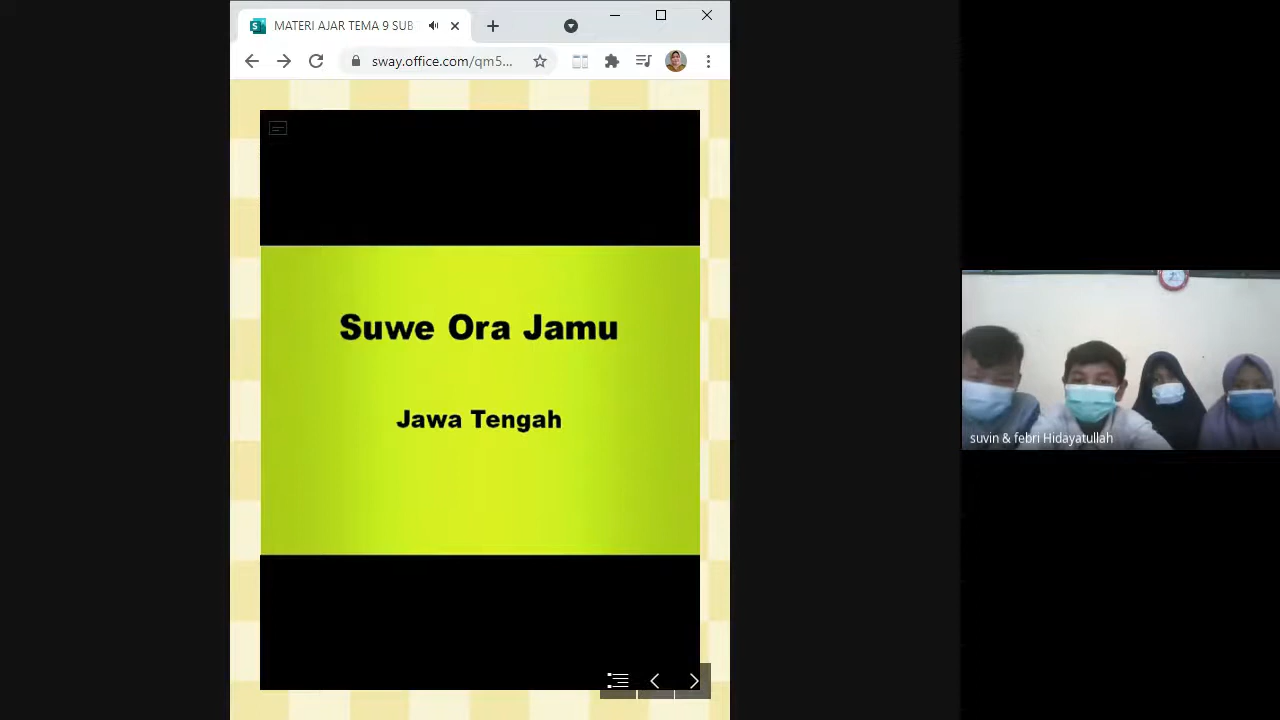 MATERI AJAR TEMA 9 SUB
sway.office.com/qm5...
Suwe Ora Jamu
Jawa Tengah
suvin & febri Hidayatullah